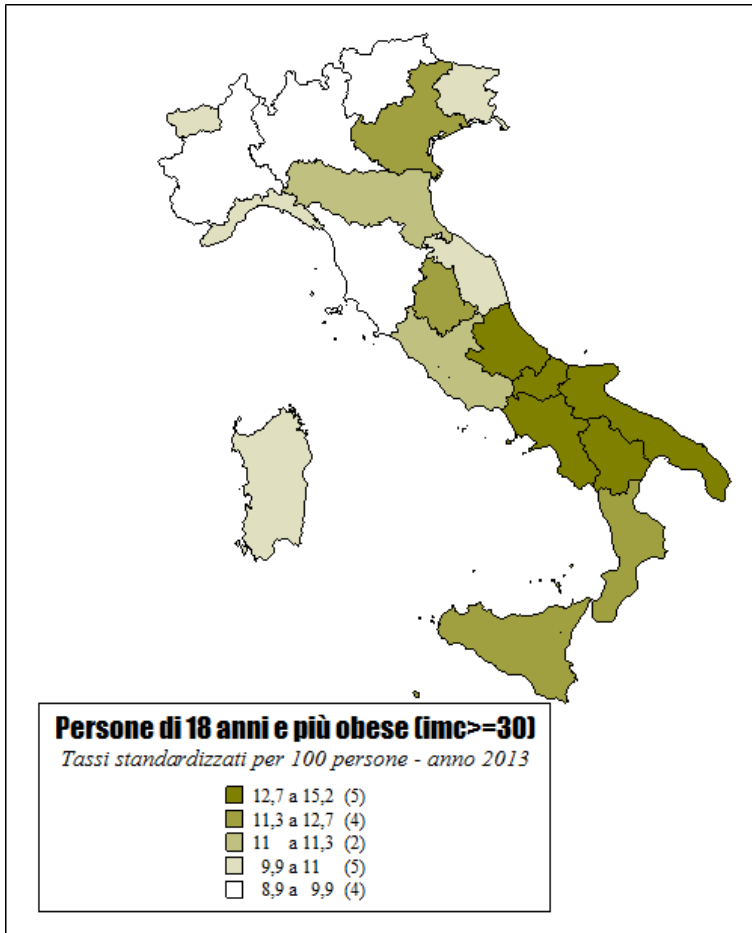 Persone di 18 anni e più obese (imc>=30)
Tassi standardizzati per 100 persone - anno 2013
12,7 a 15,2 (5)
11,3 a 12,7 (4)
11 a 11,3 (2)
9,9 a 11 (5)
8,9 a 9,9 (4)